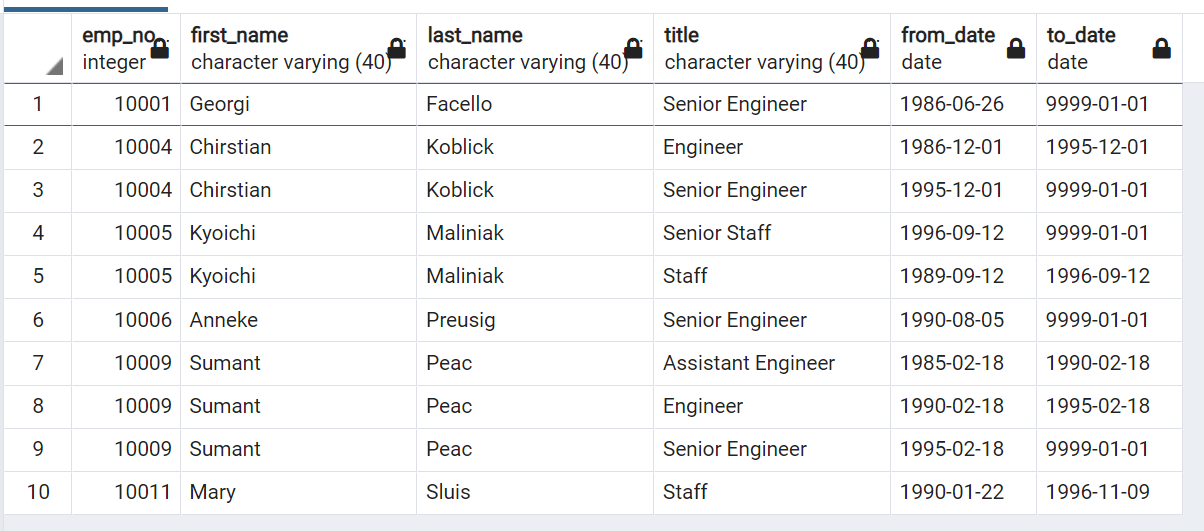 emp_no first_name last_name title from_date to_date
integer character varying (40) character varying (40) character varying (40) date date
1 10001 Georgi Facello Senior Engineer 1986-06-26 9999-01-01
2 10004 Chirstian Koblick Engineer 1986-12-01 1995-12-01
3 10004 Chirstian Koblick Senior Engineer 1995-12-01 9999-01-01
4 10005 Kyoichi Maliniak Senior Staff 1996-09-12 9999-01-01
5 10005 Kyoichi Maliniak Staff 1989-09-12 1996-09-12
6 10006 Anneke Preusig Senior Engineer 1990-08-05 9999-01-01
7 10009 Sumant Peac Assistant Engineer 1985-02-18 1990-02-18
8 10009 Sumant Peac Engineer 1990-02-18 1995-02-18
9 10009 Sumant Peac Senior Engineer 1995-02-18 9999-01-01
10 10011 Mary Sluis Staff 1990-01-22 1996-11-09